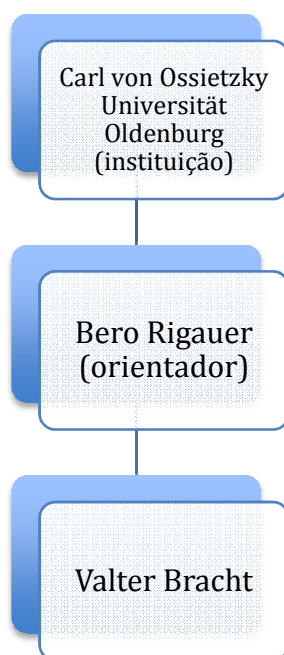 Carl von Ossietzky
Universität
Oldenburg
(instituição)
Bero Rigauer
(orientador)
Valter Bracht